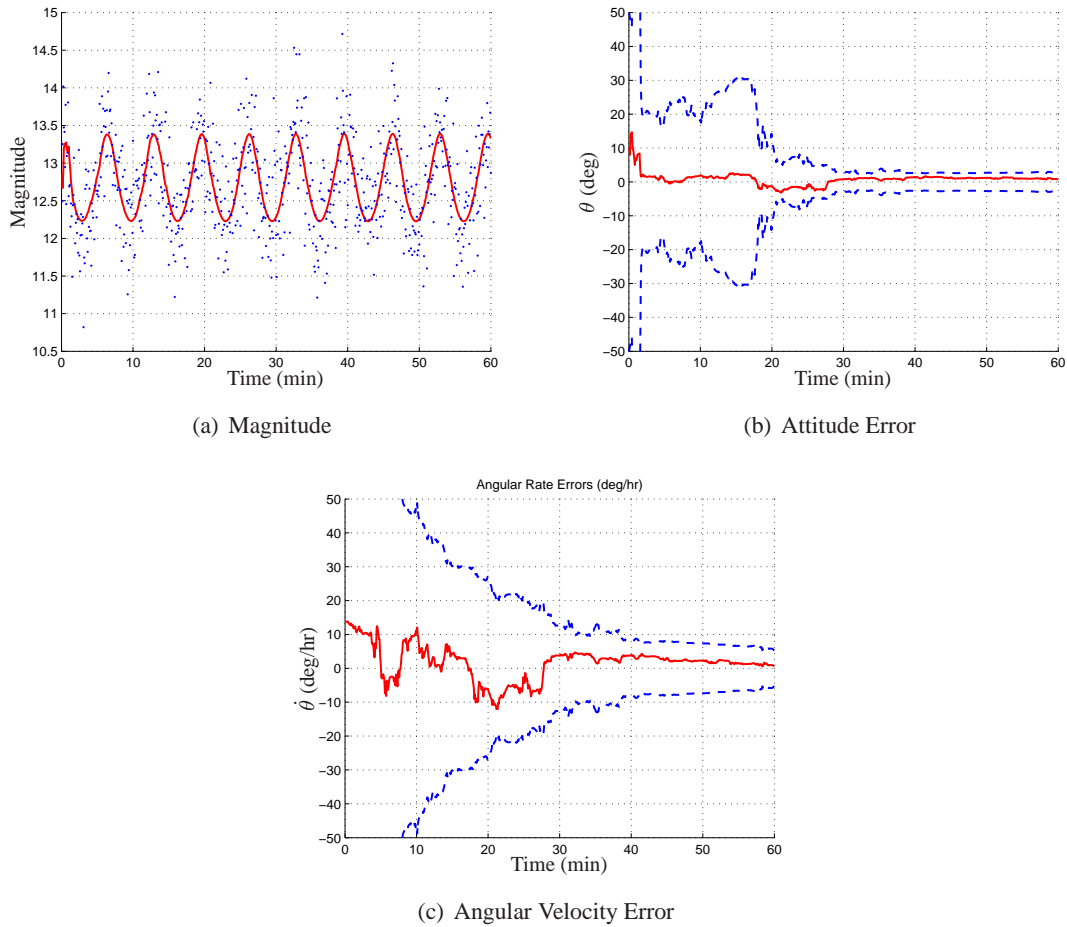 15
14.5
14
13.5
13
12.5
12
11.5
11
10.5
Magnitude
0 10 20 30 40 50 60
Time (min)
(a) Magnitude
50
40
30
20
10
0
−10
−20
−30
−40
−50
θ (deg)
0 10 20 30 40 50 60
Time (min)
(b) Attitude Error
Angular Rate Errors (deg/hr)
50
40
30
20
10
0
−10
−20
−30
−40
−50
θ̇ (deg/hr)
0 10 20 30 40 50 60
Time (min)
(c) Angular Velocity Error